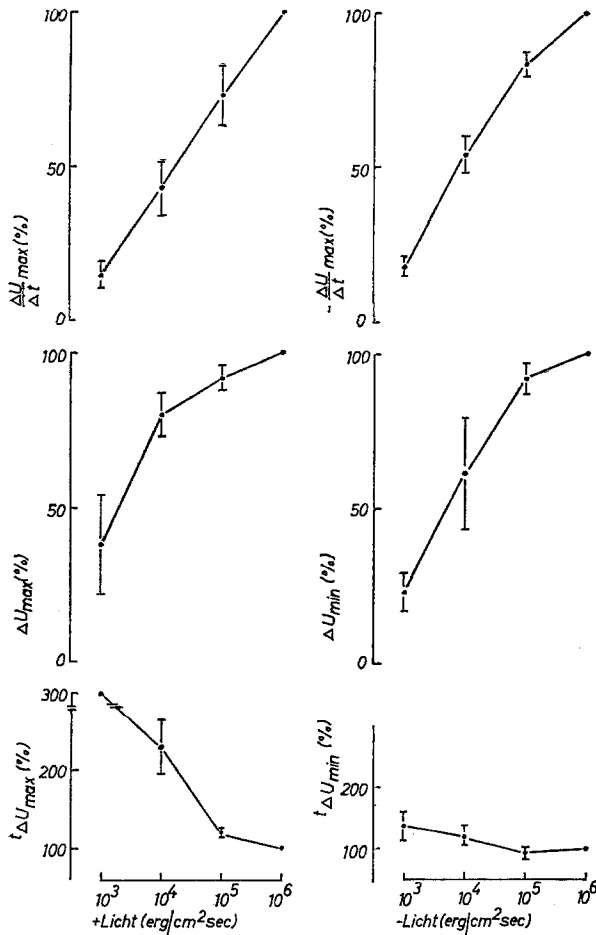 100
50
0
ΔU/Δt max (%)
100
50
0
- ΔU/Δt max (%)
100
50
0
ΔUmax (%)
100
50
0
ΔUmin (%)
300
200
100
t ΔUmax (%)
200
100
t ΔUmin (%)
10³ 10⁴ 10⁵ 10⁶
+Licht (erg/cm²sec)
10³ 10⁴ 10⁵ 10⁶
-Licht (erg/cm²sec)